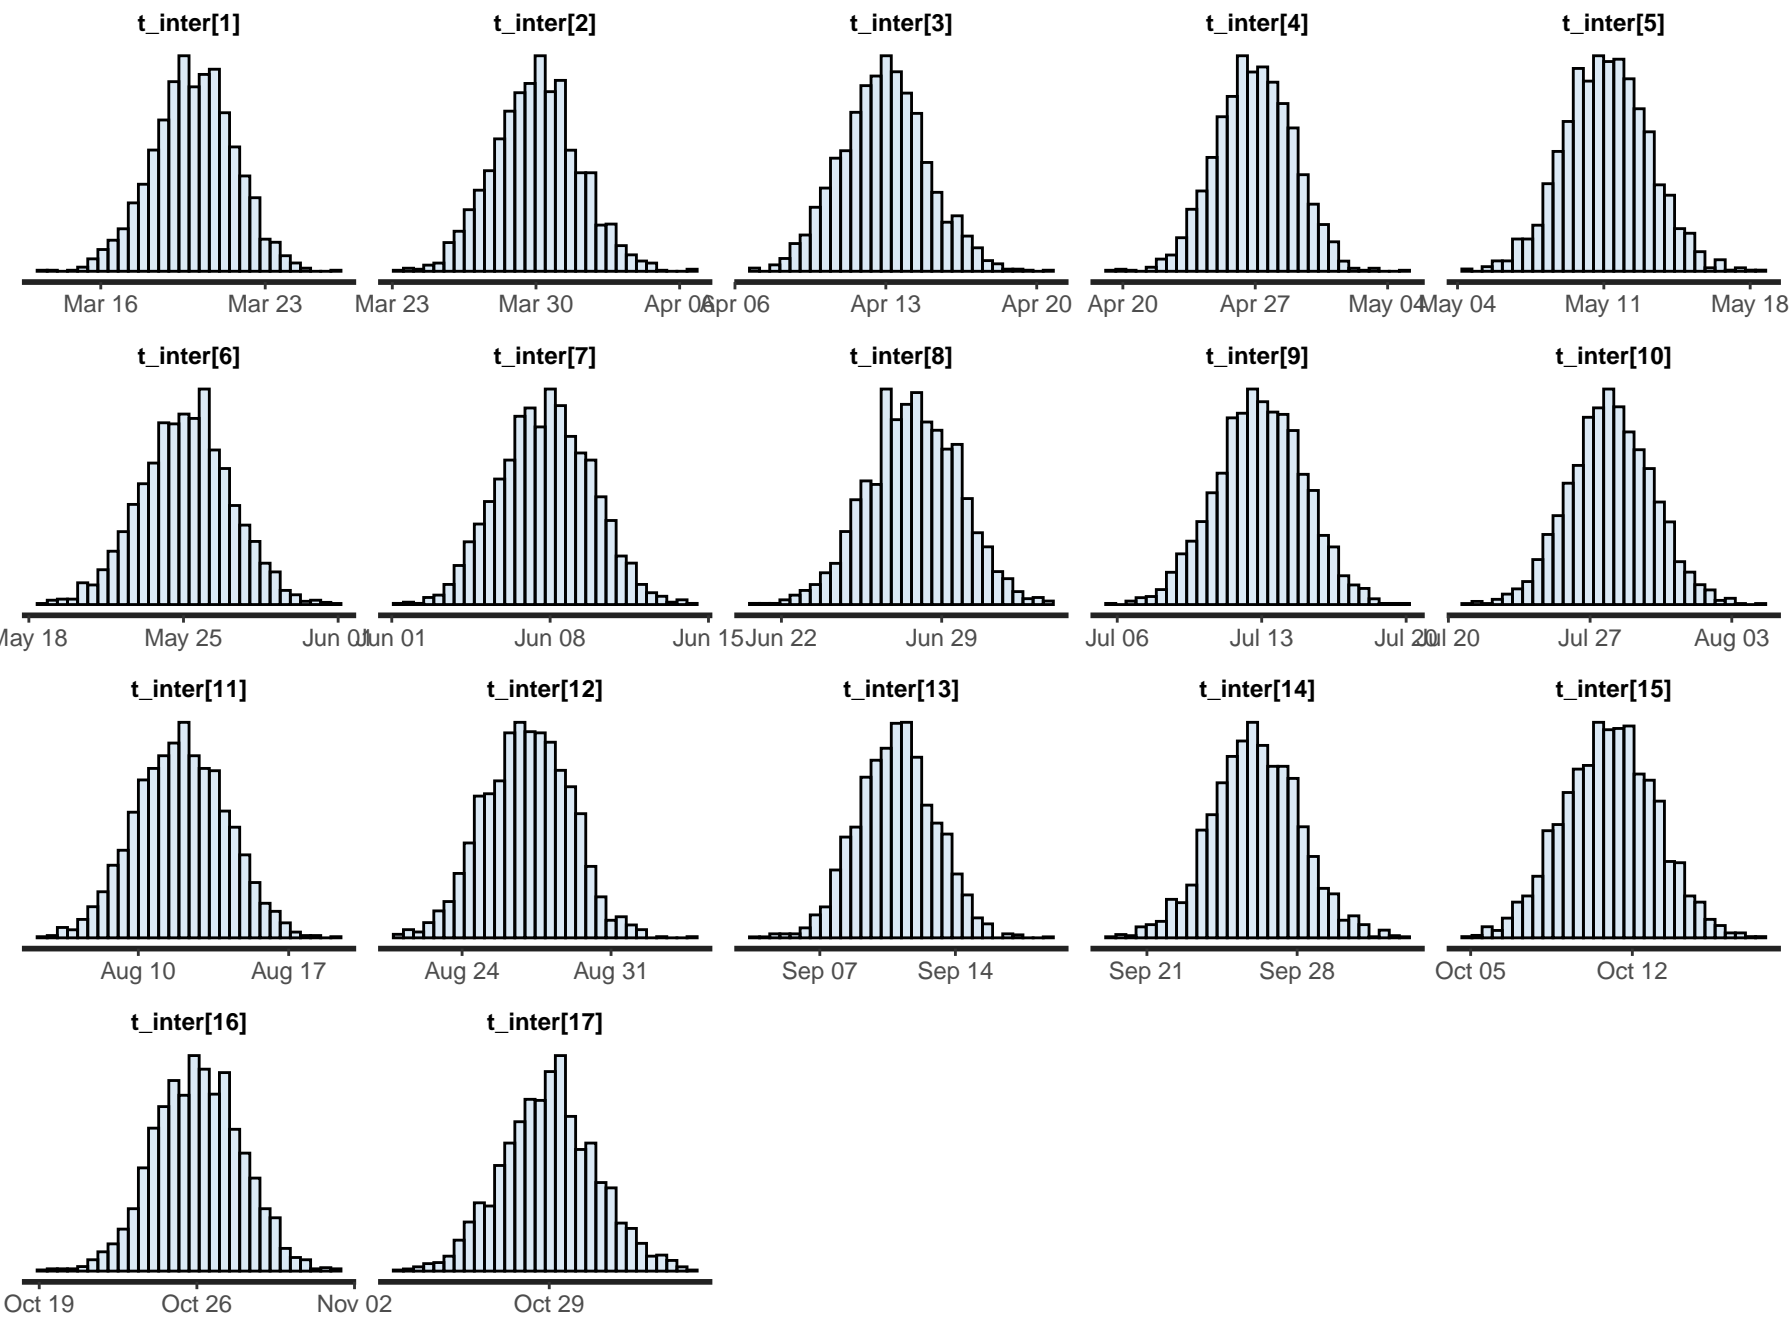 t_inter[1] t_inter[2] t_inter[3] t_inter[4] t_inter[5]
Mar 16 Mar 23 Mar 23 Mar 30 Apr 06 Apr 06 Apr 13 Apr 20 Apr 20 Apr 27 May 04 May 04 May 11 May 18
t_inter[6] t_inter[7] t_inter[8] t_inter[9] t_inter[10]
May 18 May 25 Jun 01 Jun 01 Jun 08 Jun 15 Jun 22 Jun 29 Jul 06 Jul 13 Jul 20 Jul 20 Jul 27 Aug 03
t_inter[11] t_inter[12] t_inter[13] t_inter[14] t_inter[15]
Aug 10 Aug 17 Aug 24 Aug 31 Sep 07 Sep 14 Sep 21 Sep 28 Oct 05 Oct 12
t_inter[16] t_inter[17]
Oct 19 Oct 26 Nov 02 Oct 29